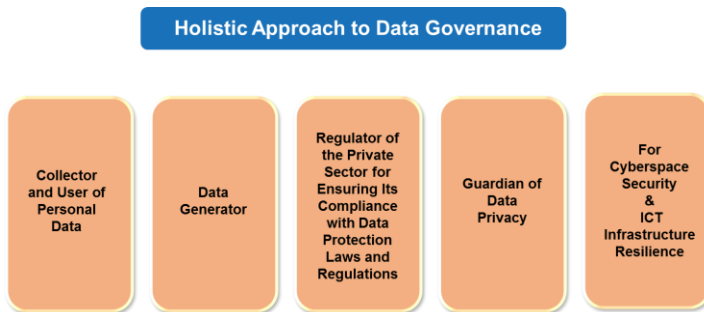 Holistic Approach to Data Governance
Collector
and User of
Personal
Data
Data
Generator
Regulator of
the Private
Sector for
Ensuring Its
Compliance
with Data
Protection
Laws and
Regulations
Guardian of
Data
Privacy
For
Cyberspace
Security
&
ICT
Infrastructure
Resilience